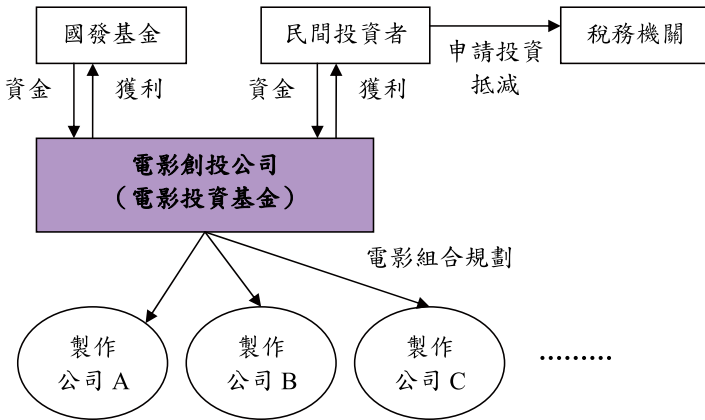 國發基金
民間投資者
稅務機關
資金
獲利
資金
獲利
申請投資
抵減
電影創投公司
（電影投資基金）
電影組合規劃
製作
公司 A
製作
公司 B
製作
公司 C
………